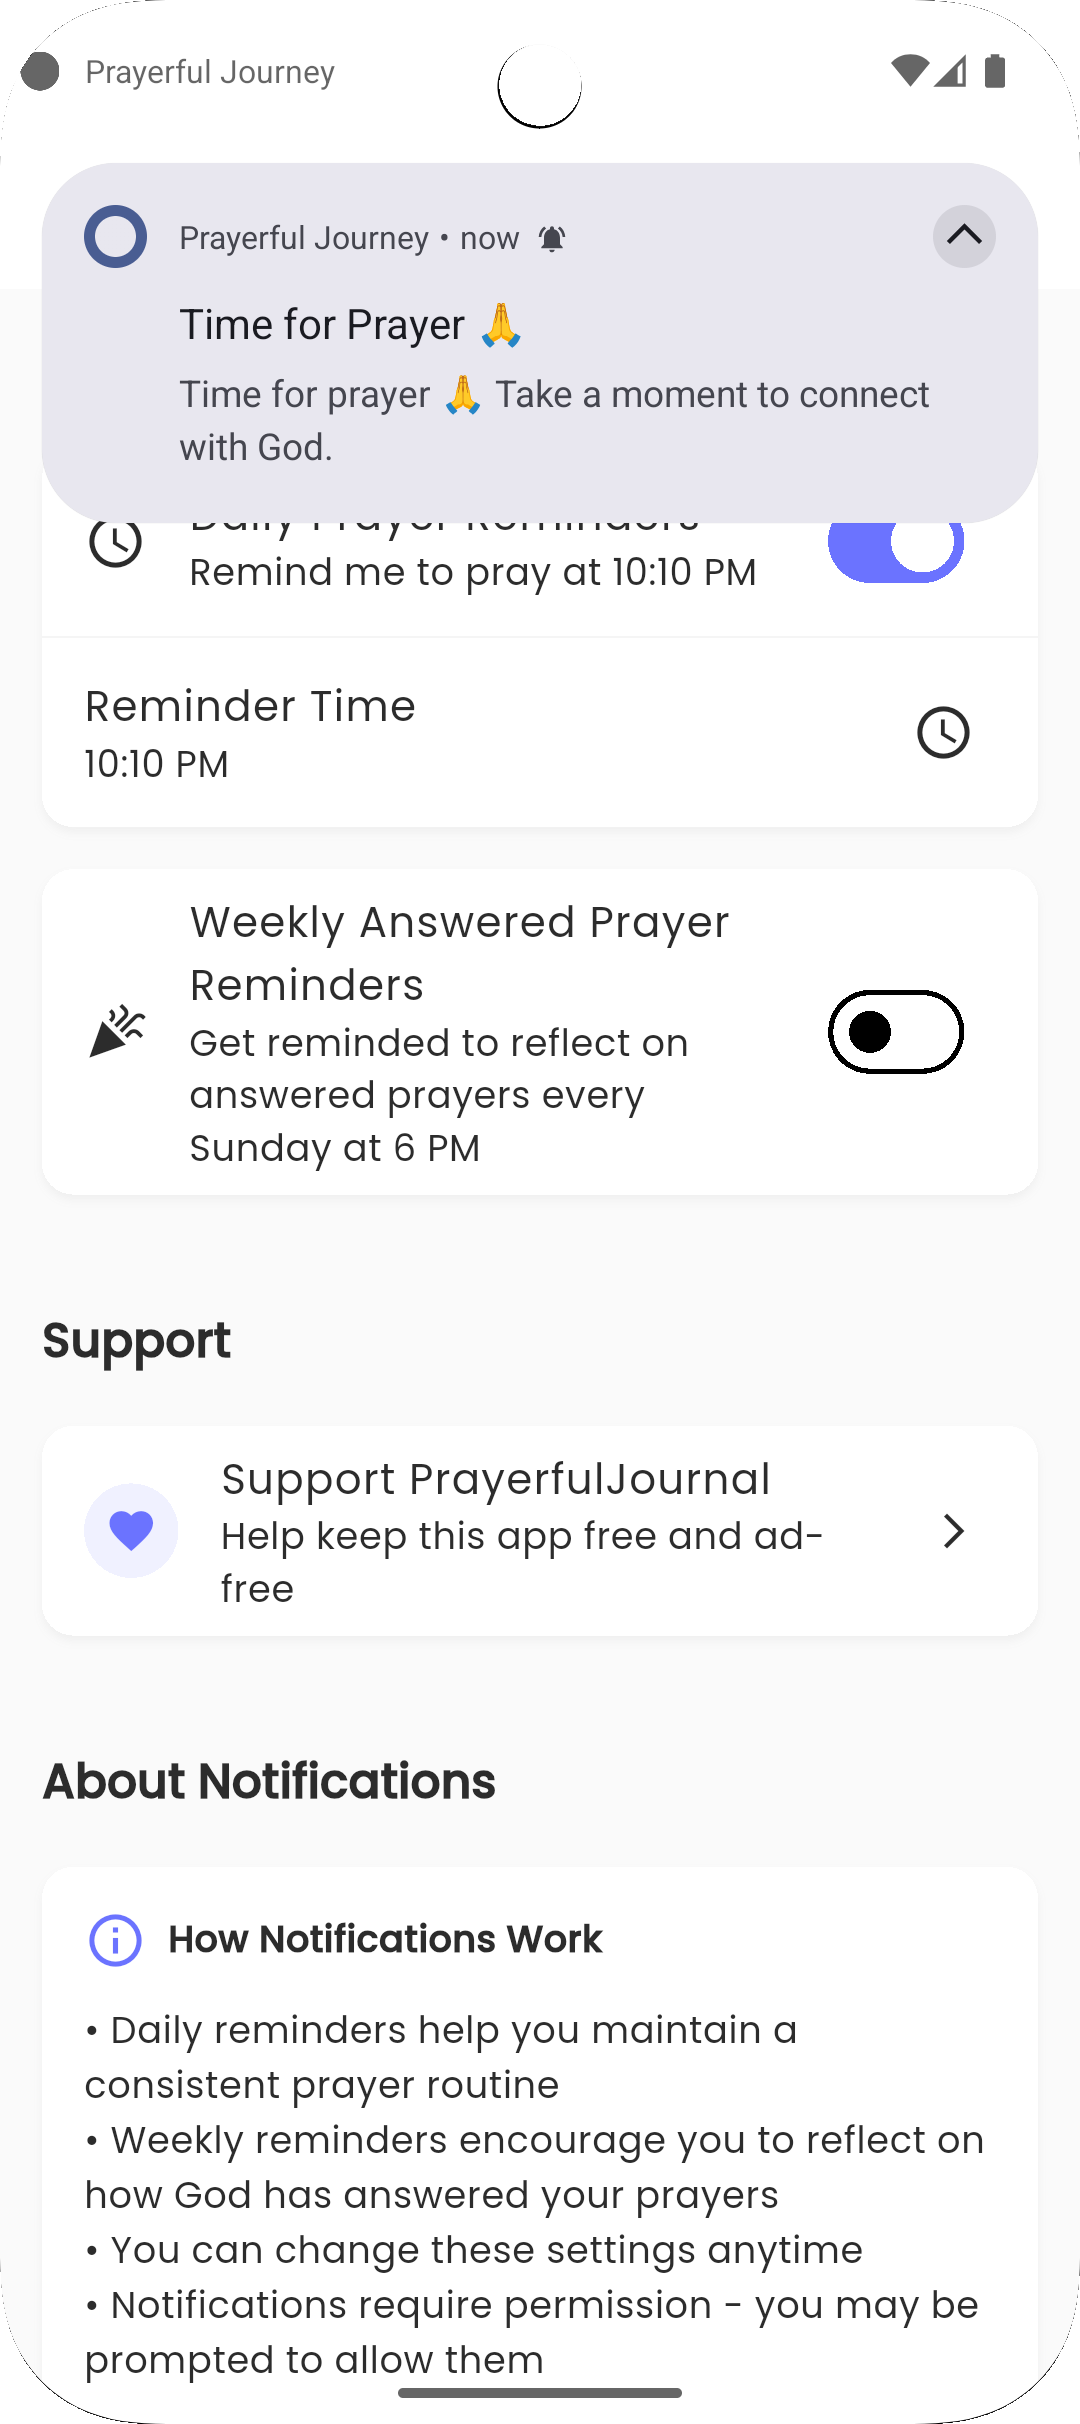 Prayerful Journey
Prayerful Journey • now
Time for Prayer 🙏
Time for prayer 🙏 Take a moment to connect
with God.
Daily Prayer Reminders
Remind me to pray at 10:10 PM
Reminder Time
10:10 PM
Weekly Answered Prayer
Reminders
Get reminded to reflect on
answered prayers every
Sunday at 6 PM
Support
Support PrayerfulJournal
Help keep this app free and ad-
free
About Notifications
How Notifications Work
• Daily reminders help you maintain a
consistent prayer routine
• Weekly reminders encourage you to reflect on
how God has answered your prayers
• You can change these settings anytime
• Notifications require permission - you may be
prompted to allow them